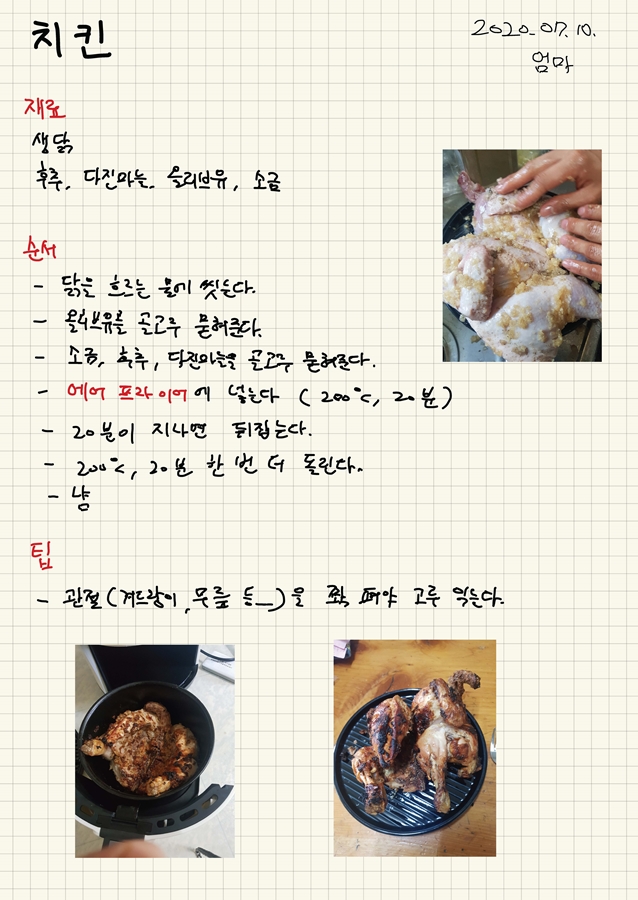 치킨
2020.07.10.
엄마
재료
생닭
후추, 다진마늘, 올리브유, 소금
순서
- 닭을 흐르는 물에 씻는다.
- 올리브유를 골고루 묻혀준다.
- 소금, 후추, 다진마늘을 골고루 묻혀준다.
- 에어 프라이어에 넣는다 (200℃, 20분)
- 20분이 지나면 뒤집는다.
- 200℃, 20분 한 번 더 돌린다.
- 냠
팁
- 관절(겨드랑이, 무릎 등_)을 쫙 펴야 고루 익는다.